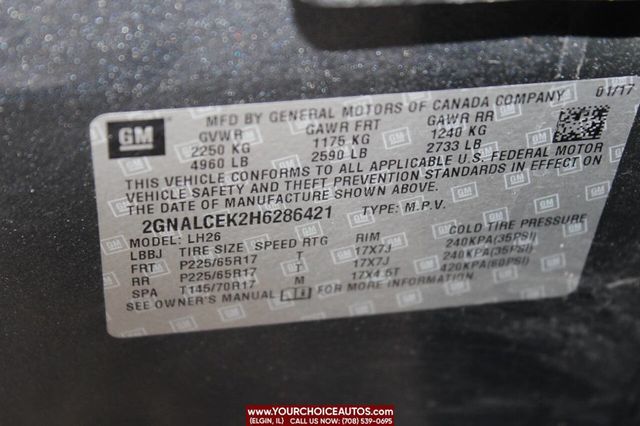 GM
MFD BY GENERAL MOTORS OF CANADA COMPANY 01/17
GVWR GAWR FRT GAWR RR
2250 KG 1175 KG 1240 KG
4960 LB 2590 LB 2733 LB
THIS VEHICLE CONFORMS TO ALL APPLICABLE U.S. FEDERAL MOTOR
VEHICLE SAFETY AND THEFT PREVENTION STANDARDS IN EFFECT ON
THE DATE OF MANUFACTURE SHOWN ABOVE.
2GNALCEK2H6286421 TYPE: M.P.V.
MODEL: LH26
LBBJ TIRE SIZE SPEED RTG RIM COLD TIRE PRESSURE
FRT P225/65R17 T 17X7J 240KPA(35PSI)
RR P225/65R17 T 17X7J 240KPA(35PSI)
SPA T145/70R17 M 17X4.5T 420KPA(60PSI)
SEE OWNER'S MANUAL FOR MORE INFORMATION
WWW.YOURCHOICEAUTOS.COM
(ELGIN, IL) (708) 539-0695